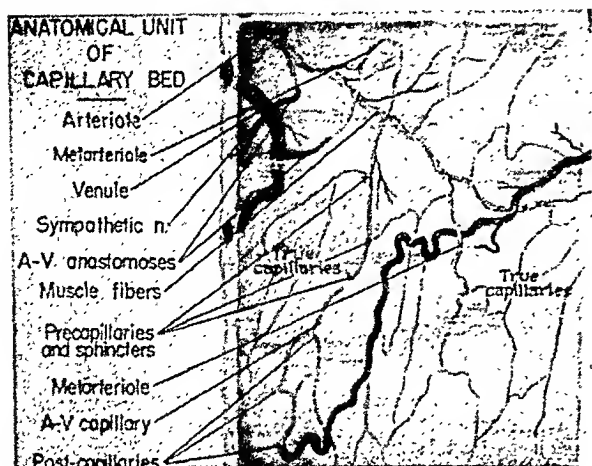 ANATOMICAL UNIT
OF
CAPILLARY BED
Arteriole
Metarteriole
Venule
Sympathetic n.
A-V. anastomoses
Muscle fibers
True
capillaries
True
capillaries
Precapillaries
and sphincters
Metarteriole
A-V capillary
Post-capillaries